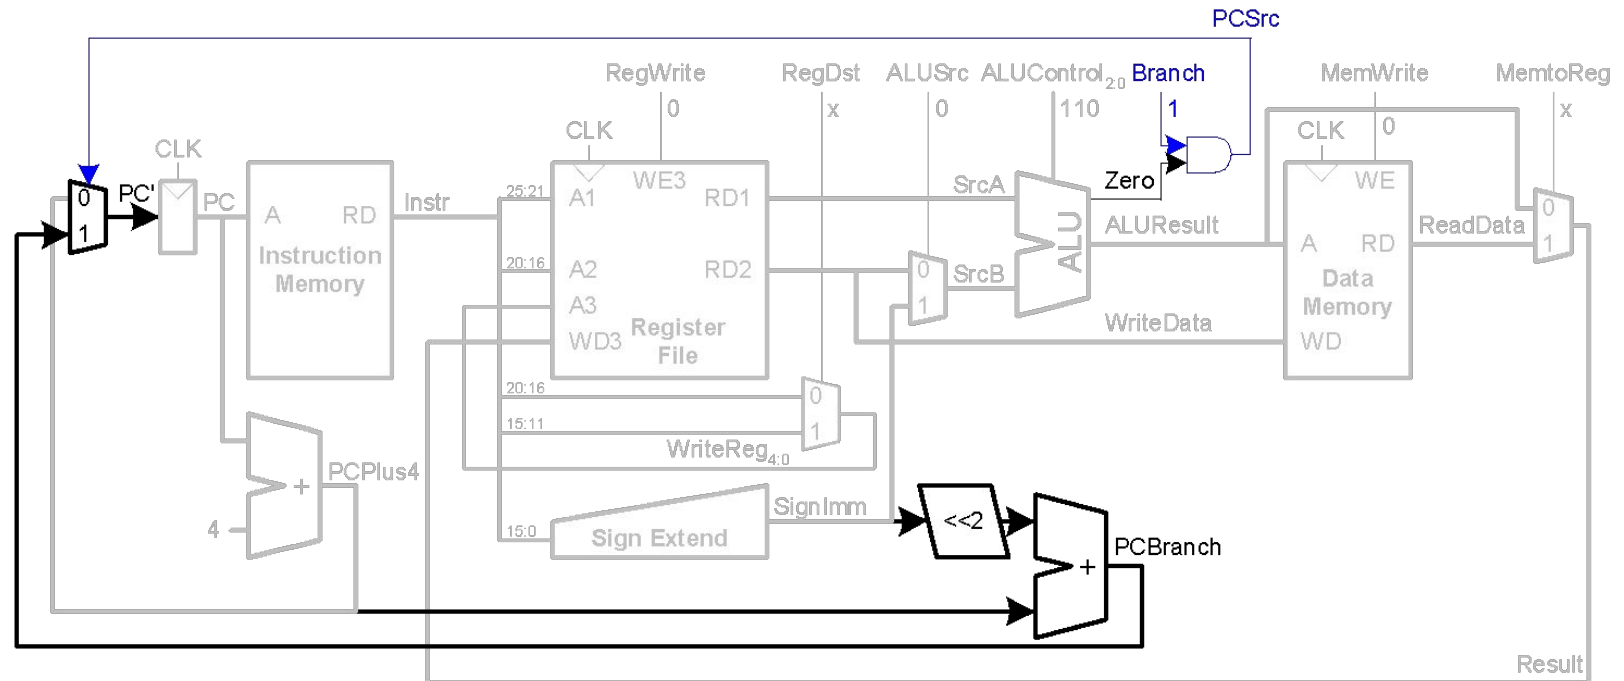 PCSrc
RegWrite RegDst ALUSrc ALUControl2:0 Branch MemWrite MemtoReg
0 x 0 110 1 0 x
CLK CLK CLK
0 PC' PC A RD Instr 25:21 A1 WE3 RD1 SrcA Zero WE 0
1 ALU ALUResult A RD ReadData 1
Instruction
Memory
20:16 A2 RD2 0 SrcB
A3 1
Data
Memory
WD3 Register
File
WriteData WD
20:16 0
15:11 1
WriteReg4:0
PCPlus4
+
4
SignImm
15:0 Sign Extend <<2
PCBranch
+
Result